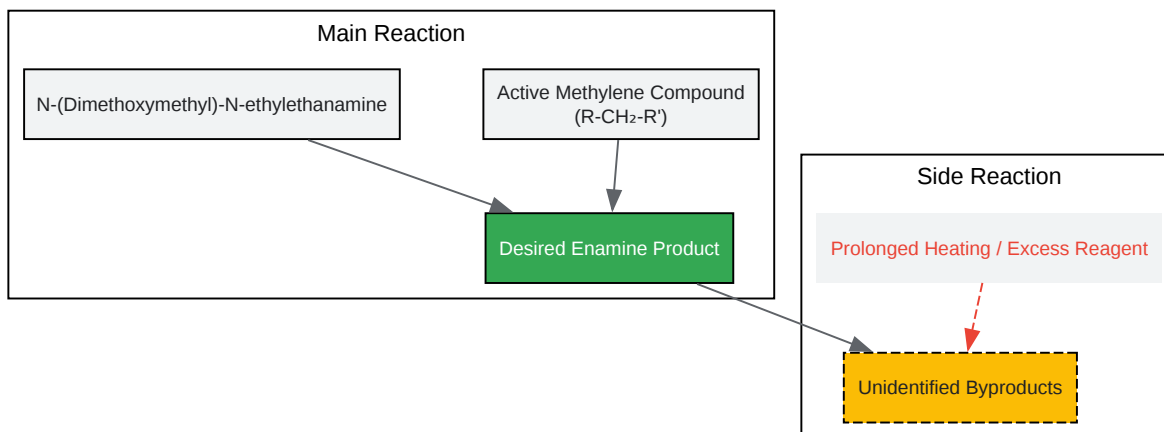 Main Reaction
N-(Dimethoxymethyl)-N-ethylethanamine
Active Methylene Compound
(R-CH₂-R')
Desired Enamine Product
Side Reaction
Prolonged Heating / Excess Reagent
Unidentified Byproducts